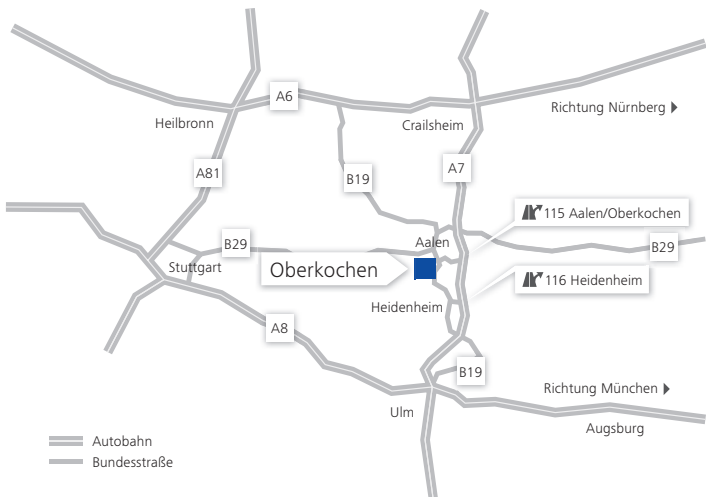 A6
Richtung Nürnberg
Heilbronn
Crailsheim
A81
B19
A7
115 Aalen/Oberkochen
B29
Aalen
B29
Stuttgart
Oberkochen
116 Heidenheim
Heidenheim
A8
B19
Richtung München
Ulm
Augsburg
Autobahn
Bundesstraße